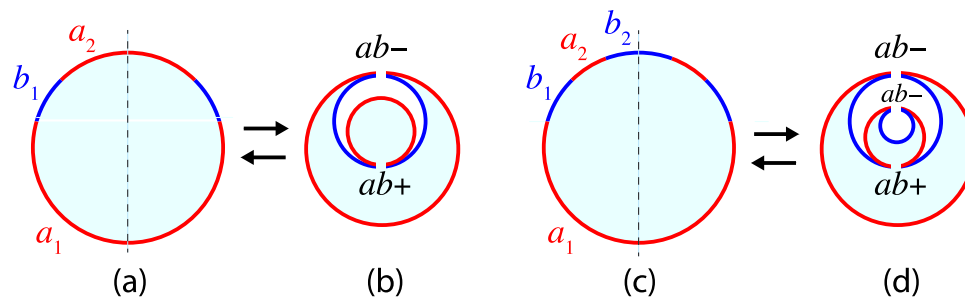 a₂
b₁
a₁
(a)
ab−
ab+
(b)
b₂
a₂
b₁
a₁
(c)
ab−
ab−
ab+
(d)